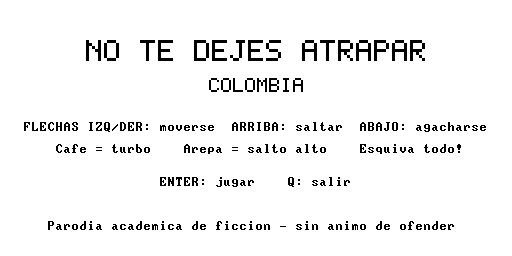 NO TE DEJES ATRAPAR
COLOMBIA
FLECHAS IZQ/DER: moverse ARRIBA: saltar ABAJO: agacharse
Cafe = turbo Arepa = salto alto Esquiva todo!
ENTER: jugar Q: salir
Parodia academica de ficcion - sin animo de ofender